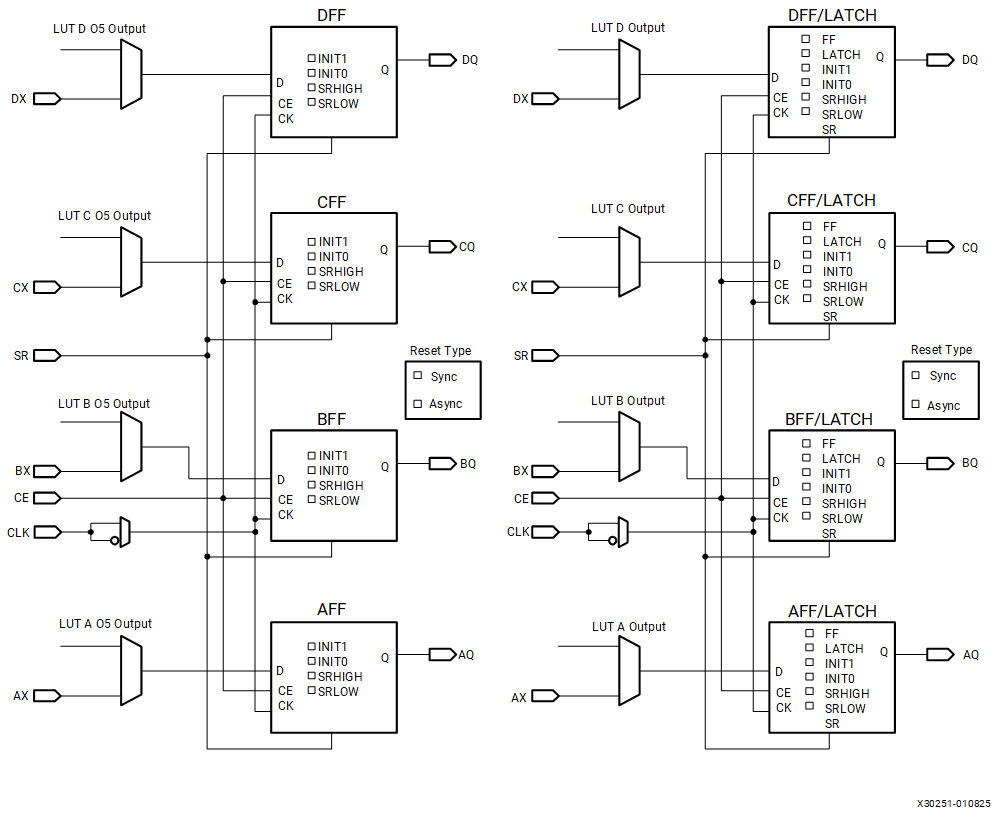 DFF
LUT D O5 Output
INIT1
INIT0
SRHIGH
SRLOW
D
CE
CK
Q
DQ
DX
CFF
LUT C O5 Output
INIT1
INIT0
SRHIGH
SRLOW
D
CE
CK
Q
CQ
CX
SR
Reset Type
Sync
Async
BFF
LUT B O5 Output
INIT1
INIT0
SRHIGH
SRLOW
D
CE
CK
Q
BQ
BX
CE
CLK
AFF
LUT A O5 Output
INIT1
INIT0
SRHIGH
SRLOW
D
CE
CK
Q
AQ
AX
DFF/LATCH
LUT D Output
FF
LATCH
INIT1
INIT0
SRHIGH
SRLOW
SR
D
CE
CK
Q
DQ
DX
CFF/LATCH
LUT C Output
FF
LATCH
INIT1
INIT0
SRHIGH
SRLOW
SR
D
CE
CK
Q
CQ
CX
SR
Reset Type
Sync
Async
BFF/LATCH
LUT B Output
FF
LATCH
INIT1
INIT0
SRHIGH
SRLOW
SR
D
CE
CK
Q
BQ
BX
CE
CLK
AFF/LATCH
LUT A Output
FF
LATCH
INIT1
INIT0
SRHIGH
SRLOW
SR
D
CE
CK
Q
AQ
AX
X30251-010825